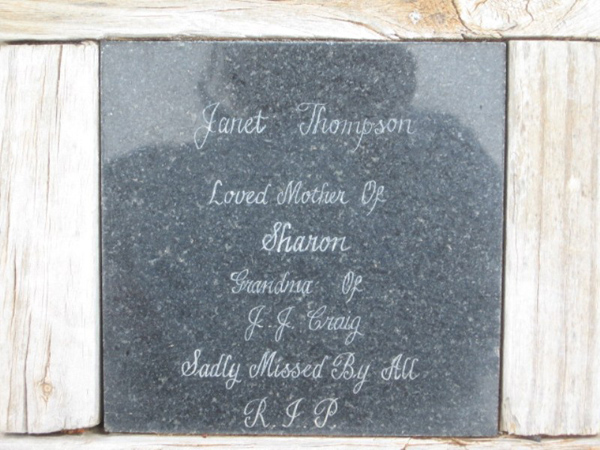 Janet Thompson
Loved Mother Of
Sharon
Grandma Of
J. J. Craig
Sadly Missed By All
R. I. P.